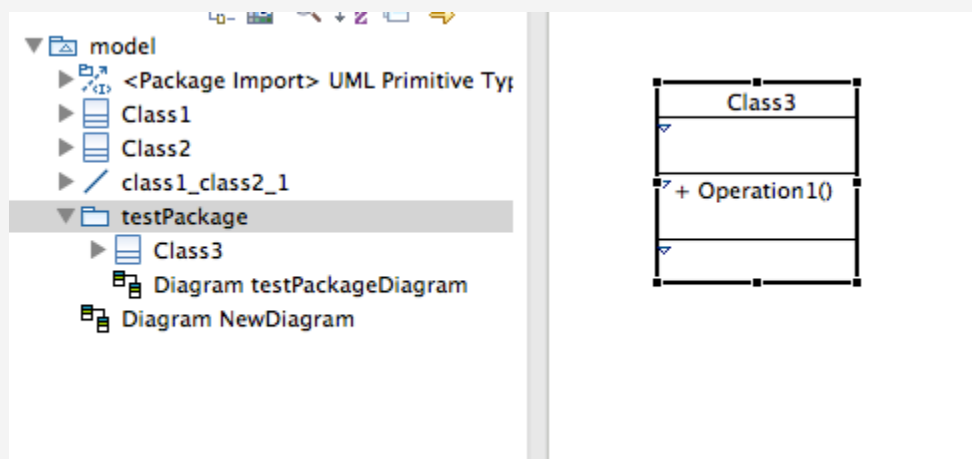 model
<Package Import> UML Primitive Typ
Class1
Class2
class1_class2_1
testPackage
Class3
Diagram testPackageDiagram
Diagram NewDiagram
Class3
+ Operation1()